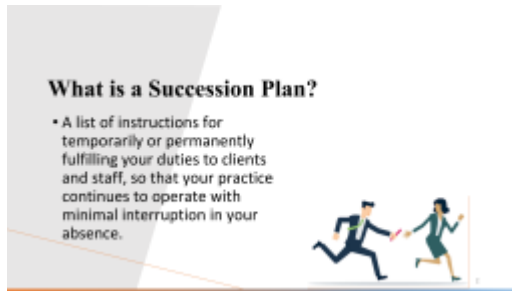 What is a Succession Plan?
• A list of instructions for
temporarily or permanently
fulfilling your duties to clients
and staff, so that your practice
continues to operate with
minimal interruption in your
absence.